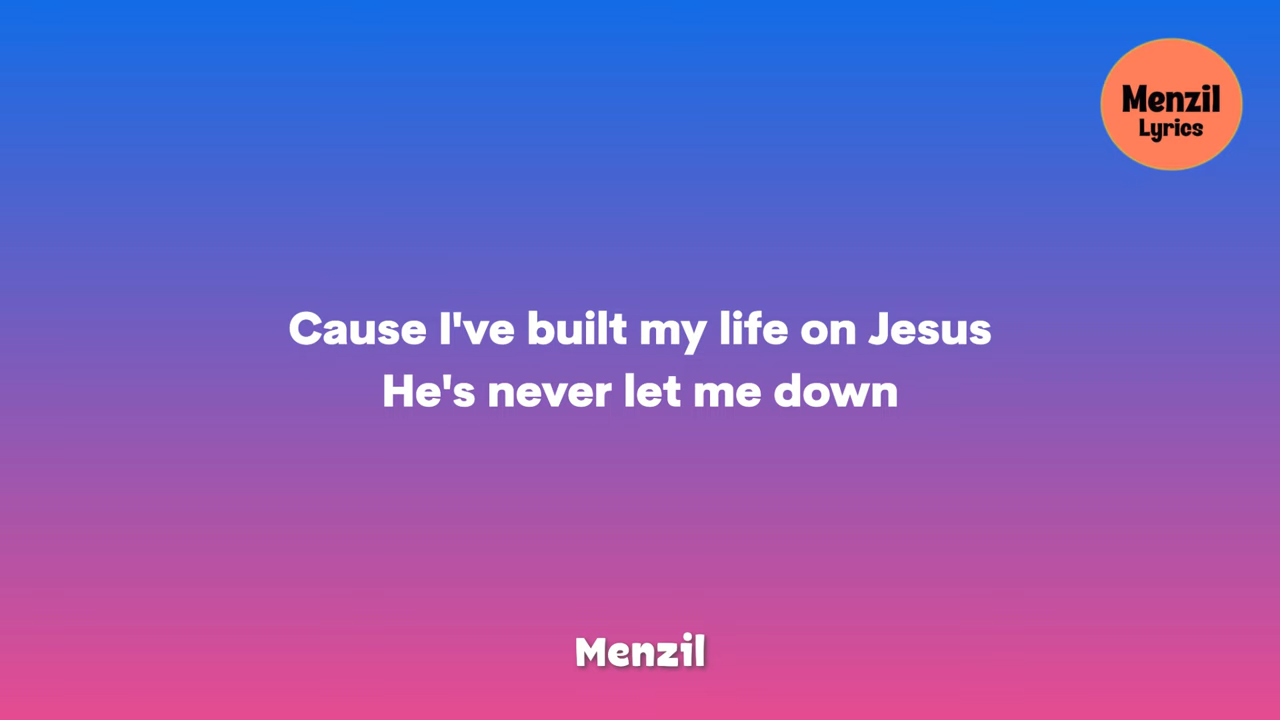 Menzil
Lyrics
Cause I've built my life on Jesus
He's never let me down
Menzil